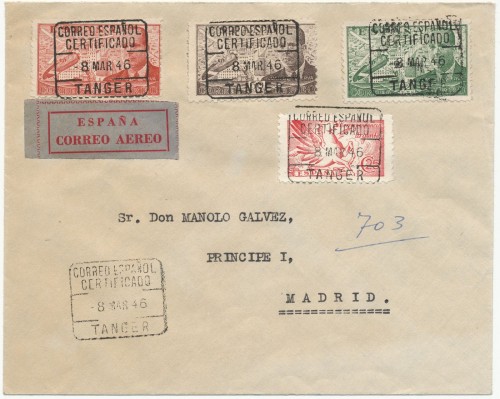 CORREO ESPAÑOL
CERTIFICADO
-8 MAR 46
TANGER
CORREO ESPAÑOL
CERTIFICADO
-8 MAR 46
TANGER
CORREO ESPAÑOL
CERTIFICADO
-8 MAR 46
TANGER
ESPAÑA
CORREO AEREO
CORREO ESPAÑOL
CERTIFICADO
8 MAR 46
TANGER
Sr. Don MANOLO GALVEZ,
703
PRINCIPE I,
MADRID.
CORREO ESPAÑOL
CERTIFICADO
-8 MAR 46
TANGER